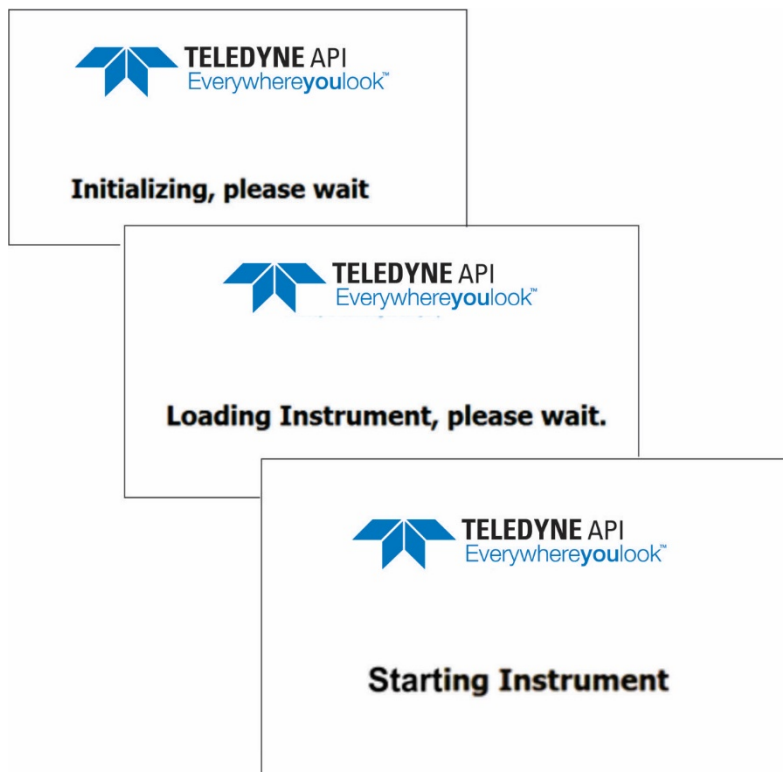 TELEDYNE API
Everywhereyoulook™
Initializing, please wait
TELEDYNE API
Everywhereyoulook™
Loading Instrument, please wait.
TELEDYNE API
Everywhereyoulook™
Starting Instrument